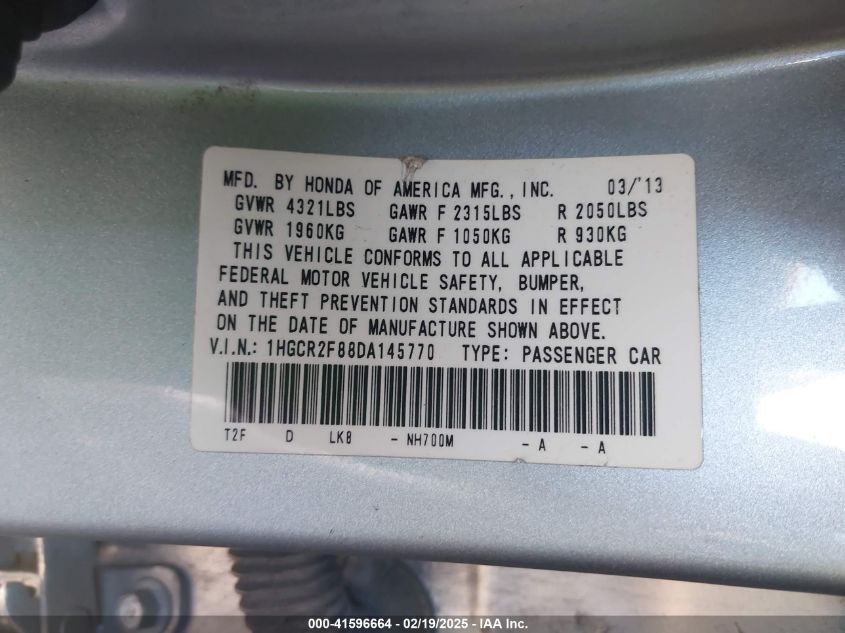 MFD. BY HONDA OF AMERICA MFG., INC. 03/'13
GVWR 4321LBS GAWR F 2315LBS R 2050LBS
GVWR 1960KG GAWR F 1050KG R 930KG
THIS VEHICLE CONFORMS TO ALL APPLICABLE
FEDERAL MOTOR VEHICLE SAFETY, BUMPER,
AND THEFT PREVENTION STANDARDS IN EFFECT
ON THE DATE OF MANUFACTURE SHOWN ABOVE.
V.I.N.: 1HGCR2F88DA145770 TYPE: PASSENGER CAR
T2F D LK8 - NH700M - A - A
000-41596664 / 02/19/2025 - IAA Inc.